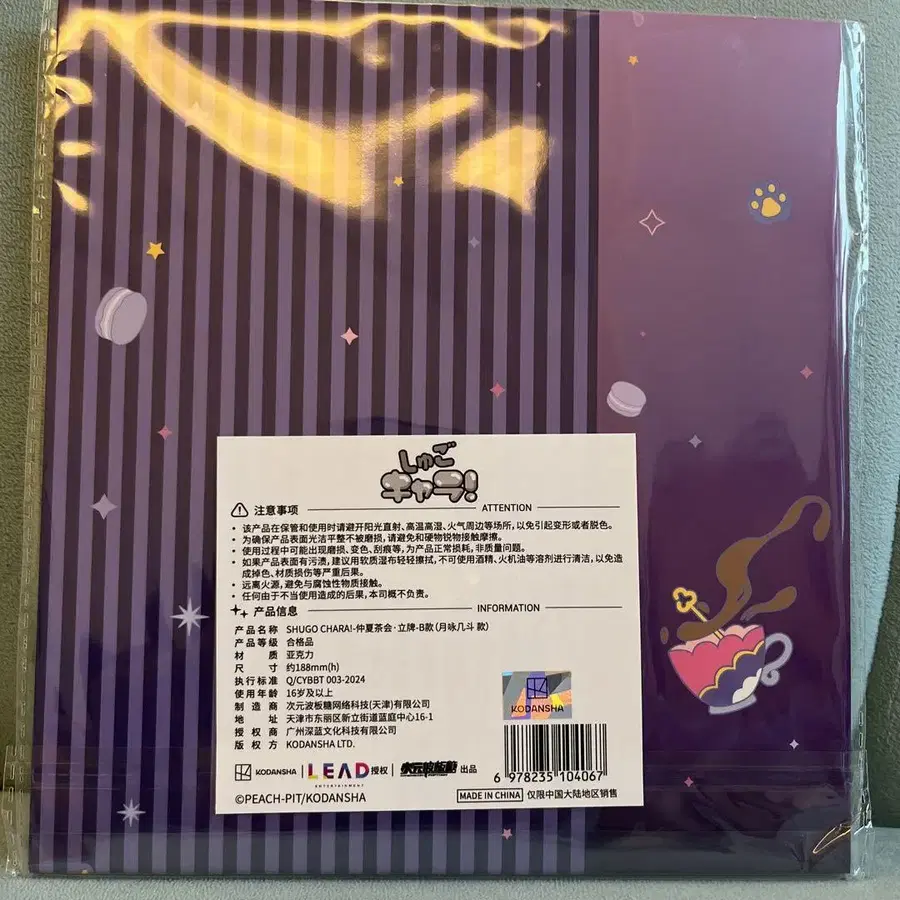 しゅご
キャラ!
注意事项 ATTENTION
• 该产品在保管和使用时请避开阳光直射、高温高湿、火气周边等场所,以免引起变形或者脱色。
• 为确保产品表面光洁平整不被磨损,请避免和硬物锐物接触摩擦。
• 使用过程中可能出现磨损、变色、刮痕等,为产品正常损耗,非质量问题。
• 如果产品表面有污渍,建议用软质湿布轻轻擦拭,不可使用酒精、火机油等溶剂进行清洁,以免造
成掉色、材质损伤等严重后果。
• 远离火源,避免与腐蚀性物质接触。
• 任何由于不当使用造成的后果,本司概不负责。
产品信息 INFORMATION
产品名称 SHUGO CHARA!-仲夏茶会·立牌-B款(月咏几斗 款)
产品等级 合格品
材 质 亚克力
尺 寸 约188mm(h)
执行标准 Q/CYBBT 003-2024
使用年龄 16岁及以上
制 造 商 次元波板糖网络科技(天津)有限公司
地 址 天津市东丽区新立街道蓝庭中心16-1
授 权 商 广州深蓝文化科技有限公司
版 权 方 KODANSHA LTD.
KODANSHA
6 978235 104067
KODANSHA | LEAD ENTERTAINMENT 授权 | 次元波板糖 出品
©PEACH-PIT/KODANSHA
MADE IN CHINA 仅限中国大陆地区销售